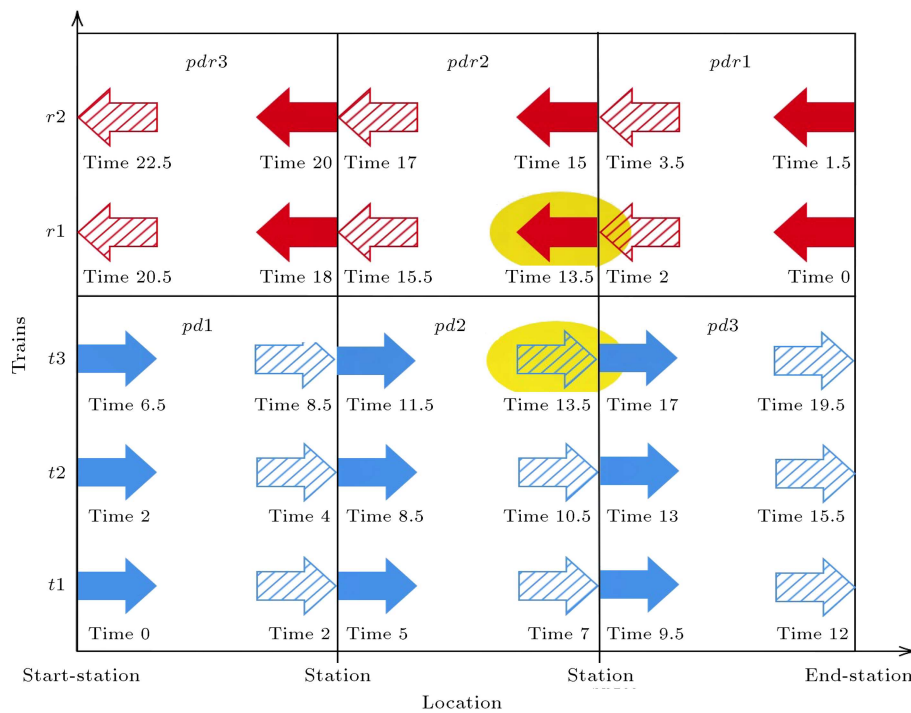 pdr3 pdr2 pdr1
r2
Time 22.5 Time 20 Time 17 Time 15 Time 3.5 Time 1.5
r1
Time 20.5 Time 18 Time 15.5 Time 13.5 Time 2 Time 0
pd1 pd2 pd3
Trains
t3
Time 6.5 Time 8.5 Time 11.5 Time 13.5 Time 17 Time 19.5
t2
Time 2 Time 4 Time 8.5 Time 10.5 Time 13 Time 15.5
t1
Time 0 Time 2 Time 5 Time 7 Time 9.5 Time 12
Start-station Station Station End-station
Location